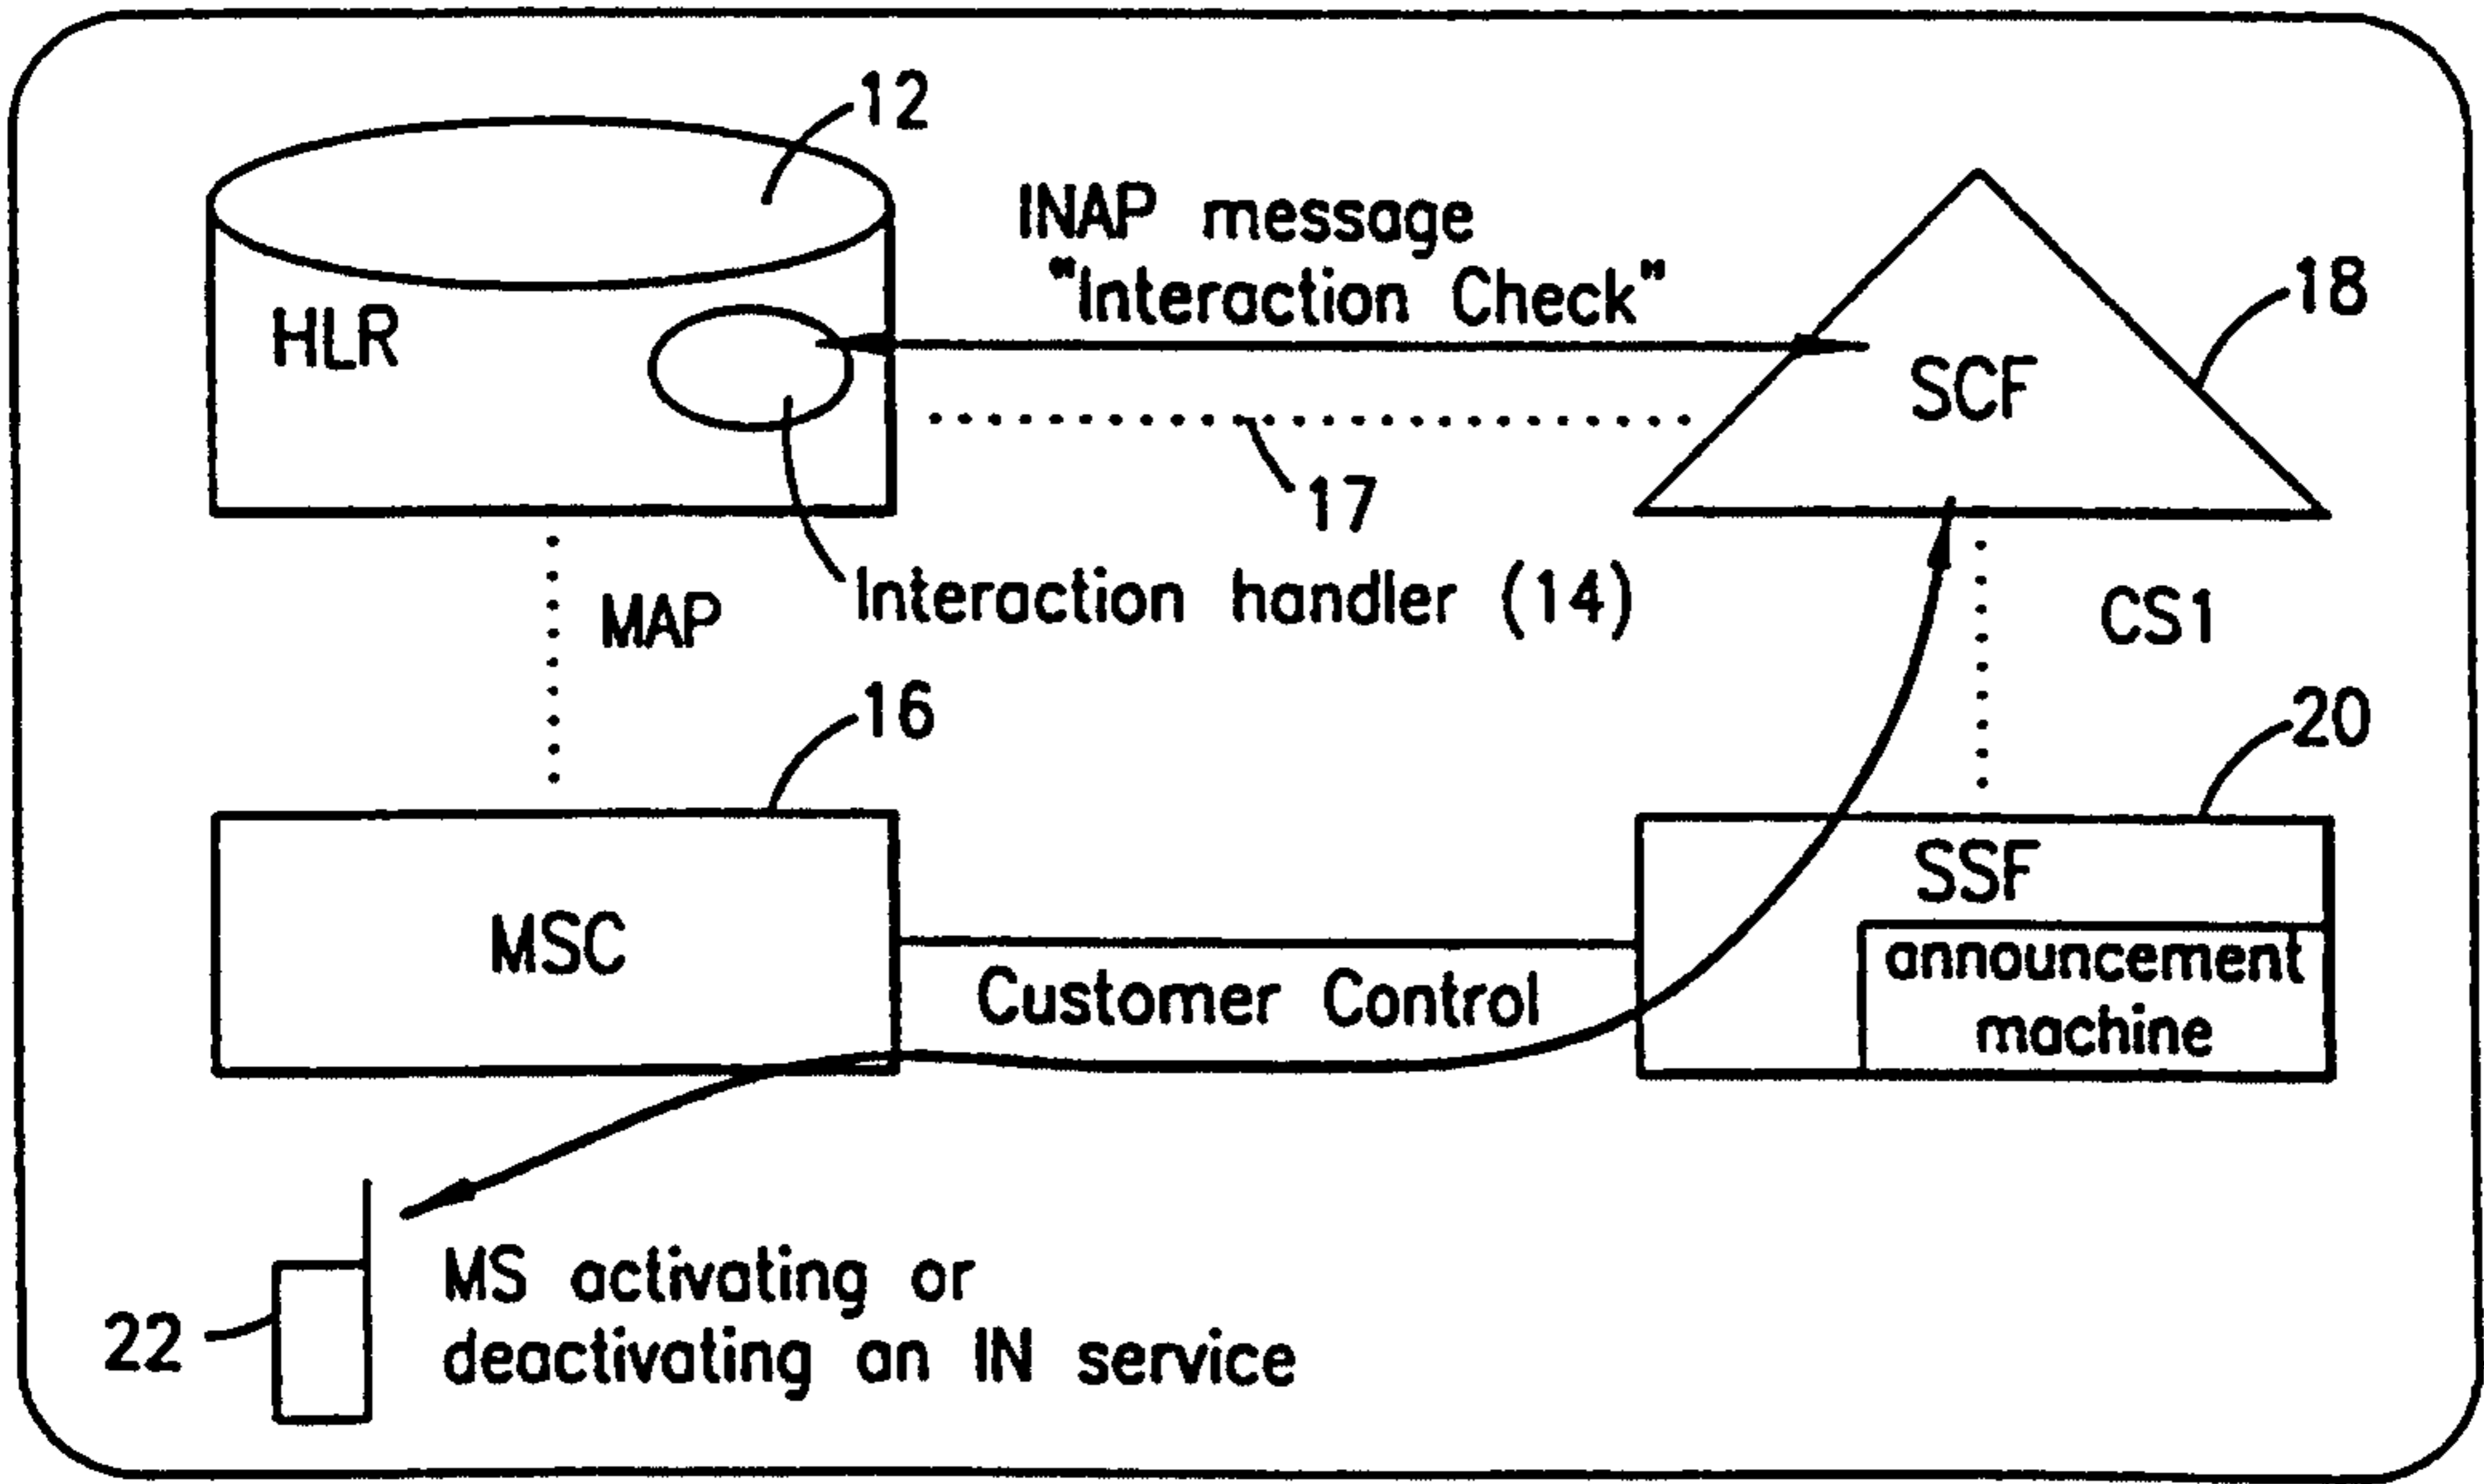 12
INAP message
"Interaction Check"
18
HLR
SCF
17
Interaction handler (14)
MAP
CS1
16
20
SSF
MSC
announcement
machine
Customer Control
22
MS activating or
deactivating an IN service